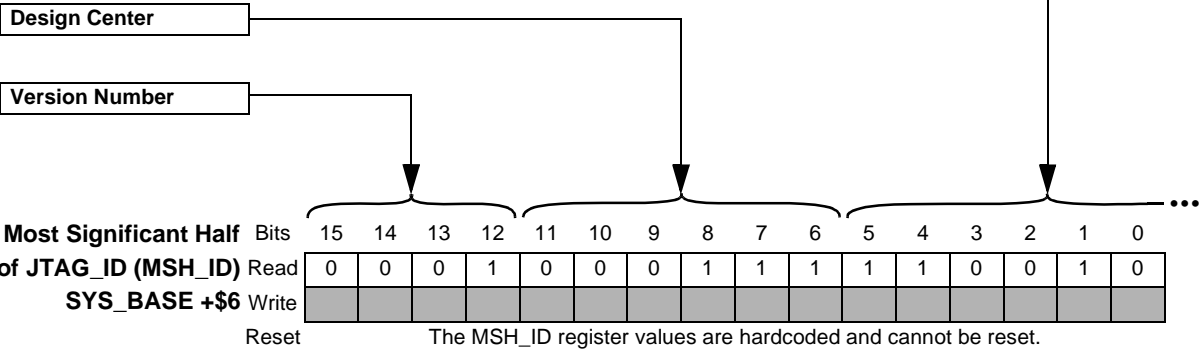 Design Center
Version Number
Most Significant Half Bits 15 14 13 12 11 10 9 8 7 6 5 4 3 2 1 0
of JTAG_ID (MSH_ID) Read 0 0 0 1 0 0 0 1 1 1 1 1 0 0 1 0
SYS_BASE +$6 Write
Reset The MSH_ID register values are hardcoded and cannot be reset.